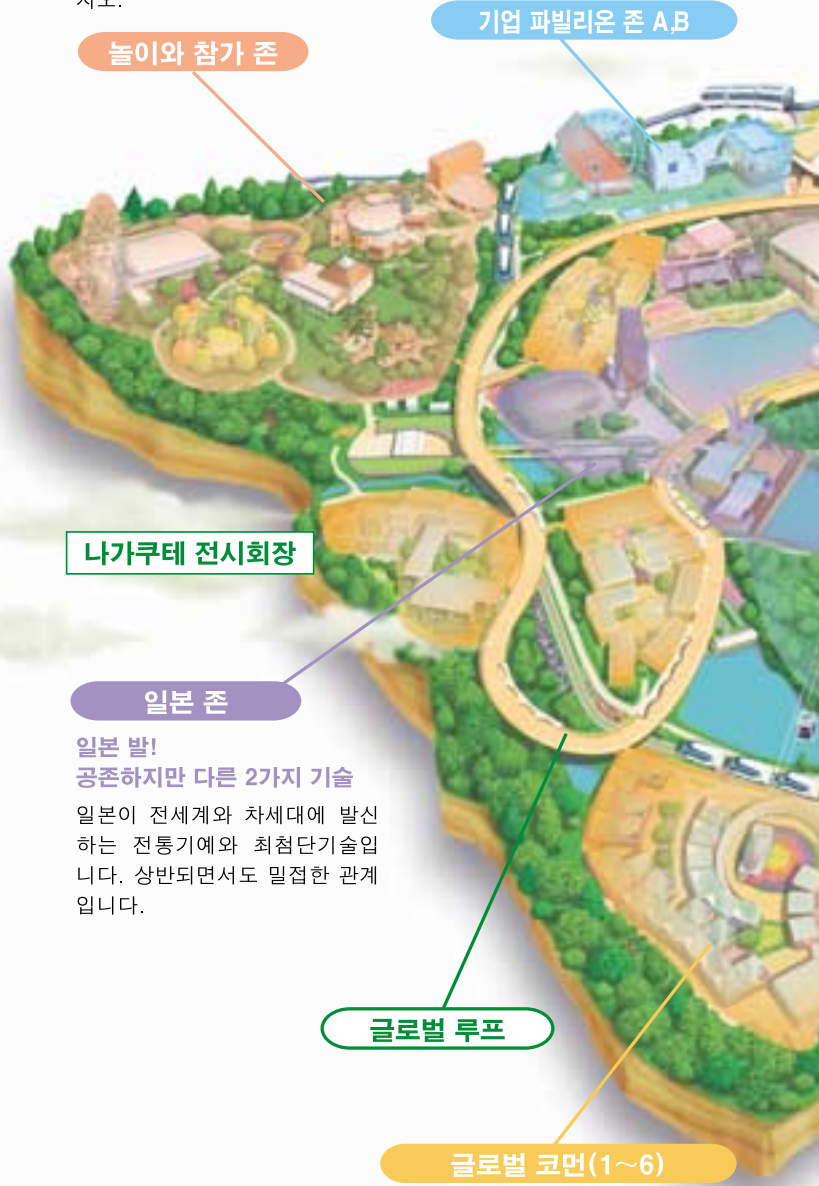 시오.
기업 파빌리온 존 A,B
놀이와 참가 존
나가쿠테 전시회장
일본 존
일본 발!
공존하지만 다른 2가지 기술
일본이 전세계와 차세대에 발신
하는 전통기예와 최첨단기술입
니다. 상반되면서도 밀접한 관계
입니다.
글로벌 루프
글로벌 코먼(1～6)